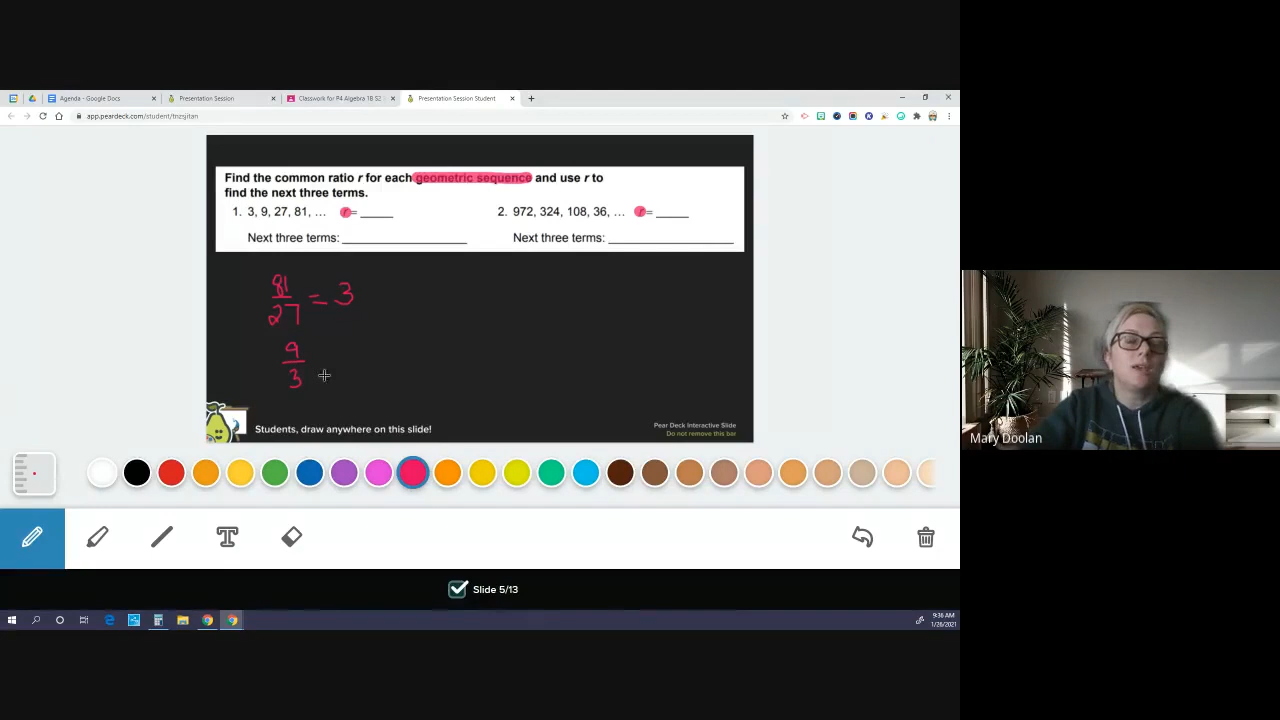 Agenda - Google Docs
Presentation Session
Classwork for P4 Algebra 1B S2
Presentation Session Student
app.peardeck.com/student/tnzsjitan
Find the common ratio r for each geometric sequence and use r to
find the next three terms.
1. 3, 9, 27, 81, … r= _____
2. 972, 324, 108, 36, … r= _____
Next three terms: ____________________
Next three terms: ____________________
81
27
= 3
9
3
Students, draw anywhere on this slide!
Pear Deck Interactive Slide
Do not remove this bar
Mary Doolan
T
Slide 5/13
9:36 AM
1/26/2021